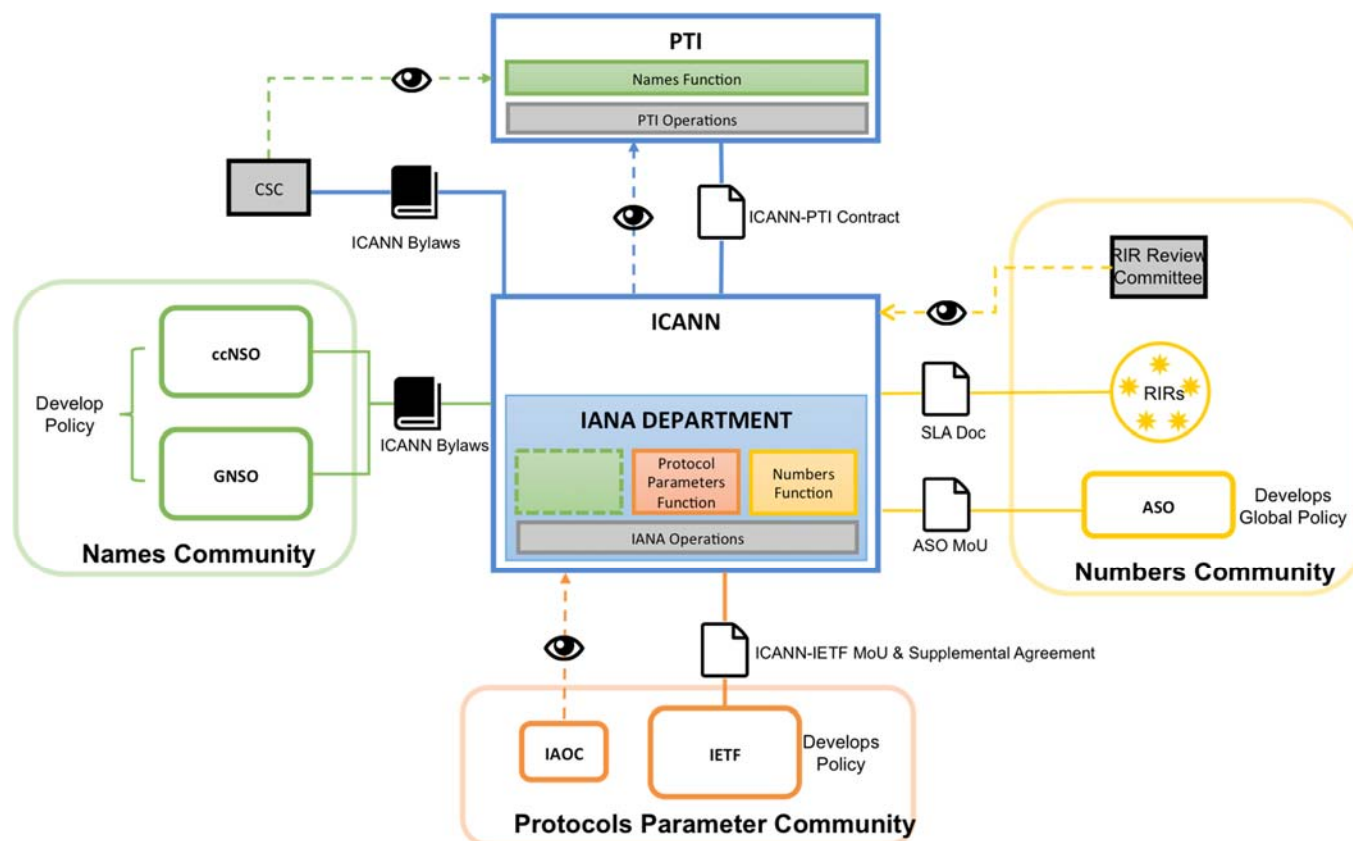 PTI
Names Function
PTI Operations
CSC
ICANN Bylaws
ICANN-PTI Contract
RIR Review
Committee
ICANN
ccNSO
Develop
Policy
GNSO
ICANN Bylaws
Names Community
IANA DEPARTMENT
Protocol
Parameters
Function
Numbers
Function
IANA Operations
SLA Doc
RIRs
ASO MoU
ASO
Develops
Global Policy
Numbers Community
ICANN-IETF MoU & Supplemental Agreement
IAOC
IETF
Develops
Policy
Protocols Parameter Community